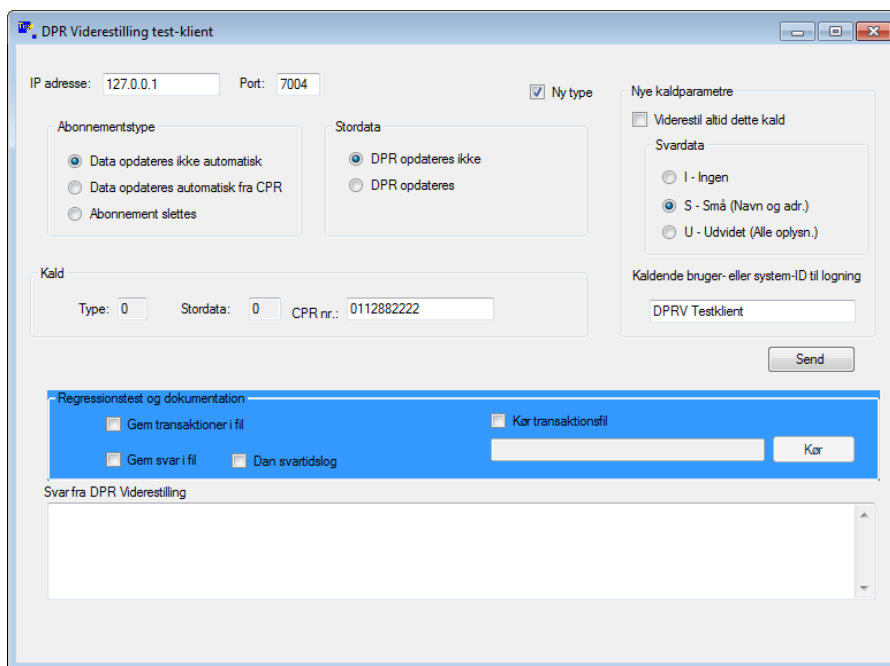 DPR Viderestilling test-klient
IP adresse: 127.0.0.1 Port: 7004
Ny type
Nye kaldparametre
Viderestil altid dette kald
Abonnementstype
Data opdateres ikke automatisk
Data opdateres automatisk fra CPR
Abonnement slettes
Stordata
DPR opdateres ikke
DPR opdateres
Svardata
I - Ingen
S - Små (Navn og adr.)
U - Udvidet (Alle oplysn.)
Kald
Type: 0 Stordata: 0 CPR nr.: 0112882222
Kaldende bruger- eller system-ID til logning
DPRV Testklient
Send
Regressionstest og dokumentation
Gem transaktioner i fil
Kør transaktionsfil
Gem svar i fil Dan svartidslog
Kør
Svar fra DPR Viderestilling